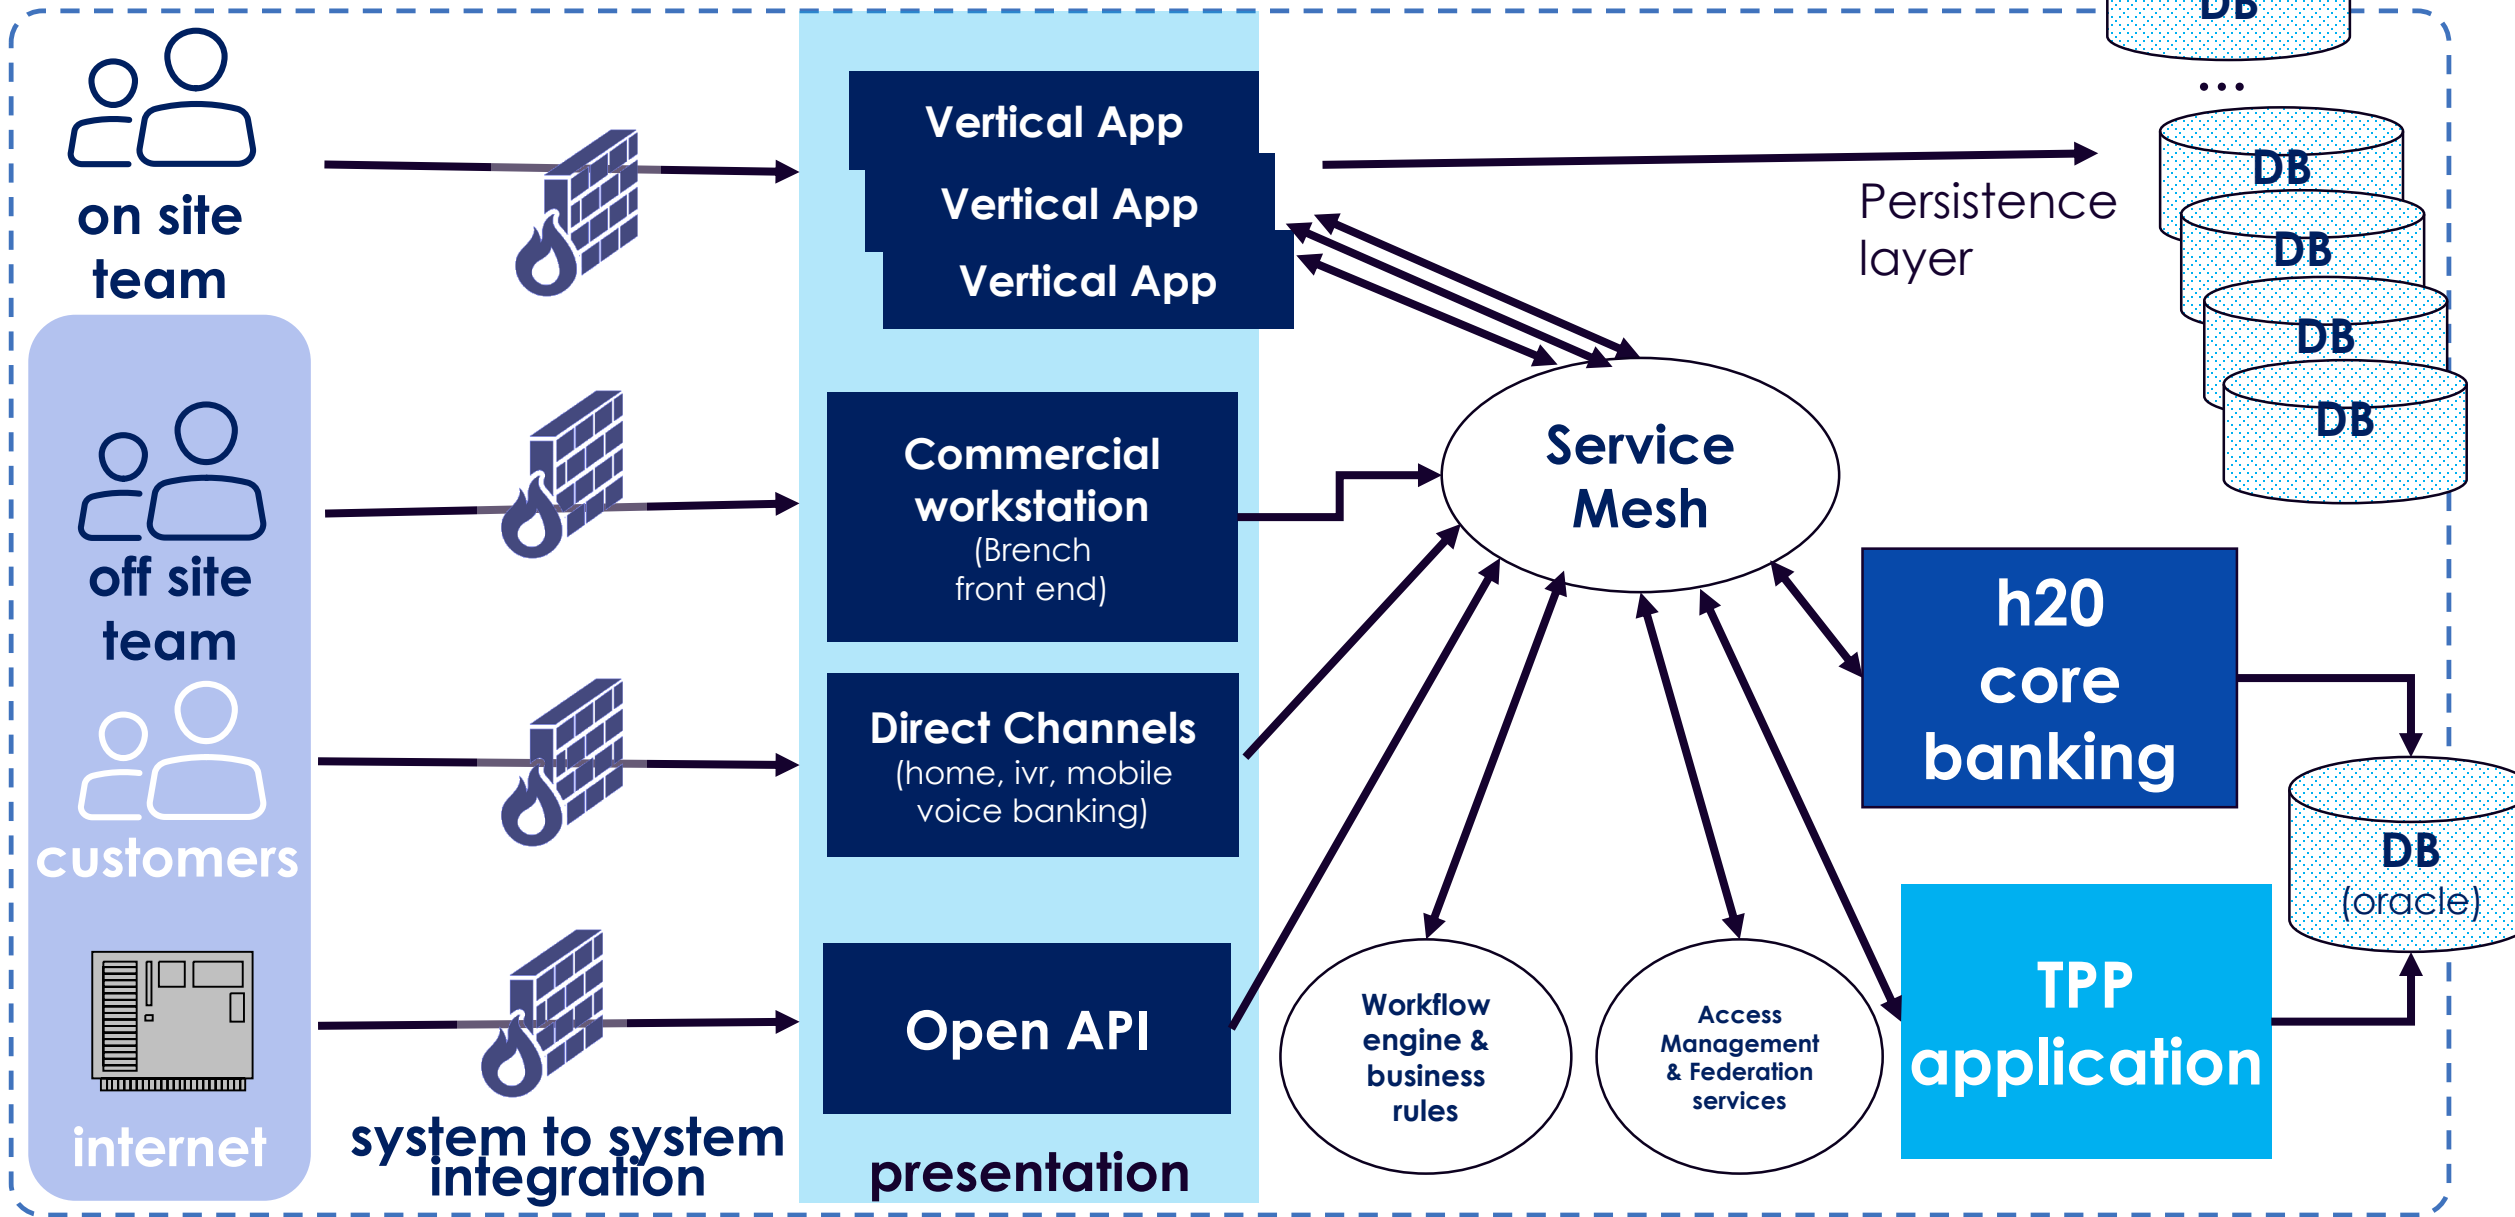 on site
team
off site
team
customers
internet
system to system
integration
Vertical App
Vertical App
Vertical App
Commercial
workstation
(Brench
front end)
Direct Channels
(home, ivr, mobile
voice banking)
Open API
presentation
Service
Mesh
Workflow
engine &
business
rules
Access
Management
& Federation
services
Persistence
layer
DB
...
DB
DB
DB
DB
h20
core
banking
TPP
application
DB
(oracle)